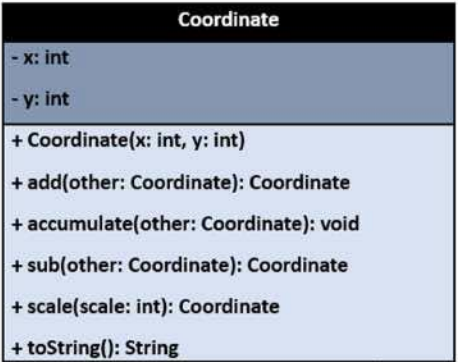 Coordinate
- x: int
- y: int
+ Coordinate(x: int, y: int)
+ add(other: Coordinate): Coordinate
+ accumulate(other: Coordinate): void
+ sub(other: Coordinate): Coordinate
+ scale(scale: int): Coordinate
+ toString(): String